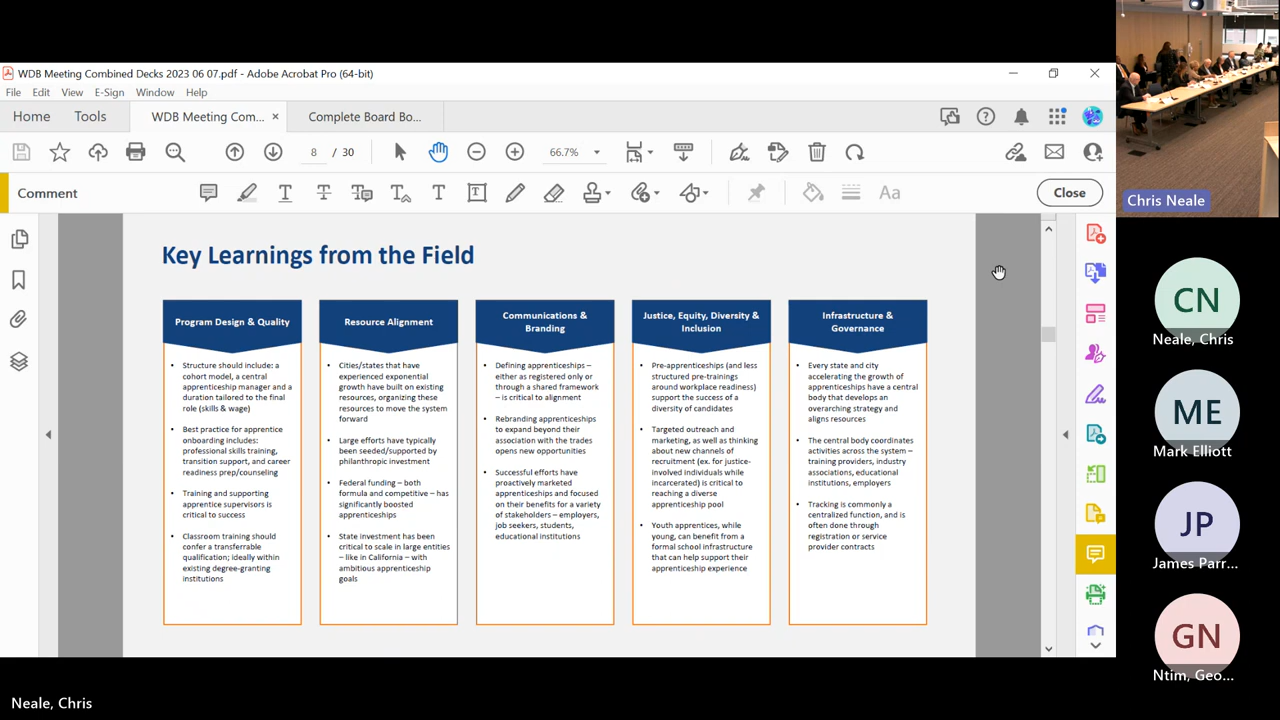 WDB Meeting Combined Decks 2023 06 07.pdf - Adobe Acrobat Pro (64-bit)
File Edit View E-Sign Window Help
Home Tools WDB Meeting Com... × Complete Board Bo...
8 / 30 66.7%
Comment Aa Close
Key Learnings from the Field
Program Design & Quality
• Structure should include: a
cohort model, a central
apprenticeship manager and a
duration tailored to the final
role (skills & wage)
• Best practice for apprentice
onboarding includes:
professional skills training,
transition support, and career
readiness prep/counseling
• Training and supporting
apprentice supervisors is
critical to success
• Classroom training should
confer a transferrable
qualification; ideally within
existing degree-granting
institutions
Resource Alignment
• Cities/states that have
experienced exponential
growth have built on existing
resources, organizing these
resources to move the system
forward
• Large efforts have typically
been seeded/supported by
philanthropic investment
• Federal funding – both
formula and competitive – has
significantly boosted
apprenticeships
• State investment has been
critical to scale in large entities
– like in California – with
ambitious apprenticeship
goals
Communications &
Branding
• Defining apprenticeships –
either as registered only or
through a shared framework
– is critical to alignment
• Rebranding apprenticeships
to expand beyond their
association with the trades
opens new opportunities
• Successful efforts have
proactively marketed
apprenticeships and focused
on their benefits for a variety
of stakeholders – employers,
job seekers, students,
educational institutions
Justice, Equity, Diversity &
Inclusion
• Pre-apprenticeships (and less
structured pre-trainings
around workplace readiness)
support the success of a
diversity of candidates
• Targeted outreach and
marketing, as well as thinking
about new channels of
recruitment (ex. for justice-
involved individuals while
incarcerated) is critical to
reaching a diverse
apprenticeship pool
• Youth apprentices, while
young, can benefit from a
formal school infrastructure
that can help support their
apprenticeship experience
Infrastructure &
Governance
• Every state and city
accelerating the growth of
apprenticeships have a central
body that develops an
overarching strategy and
aligns resources
• The central body coordinates
activities across the system –
training providers, industry
associations, educational
institutions, employers
• Tracking is commonly a
centralized function, and is
often done through
registration or service
provider contracts
Chris Neale
CN
Neale, Chris
ME
Mark Elliott
JP
James Parr...
GN
Ntim, Geo...
Neale, Chris